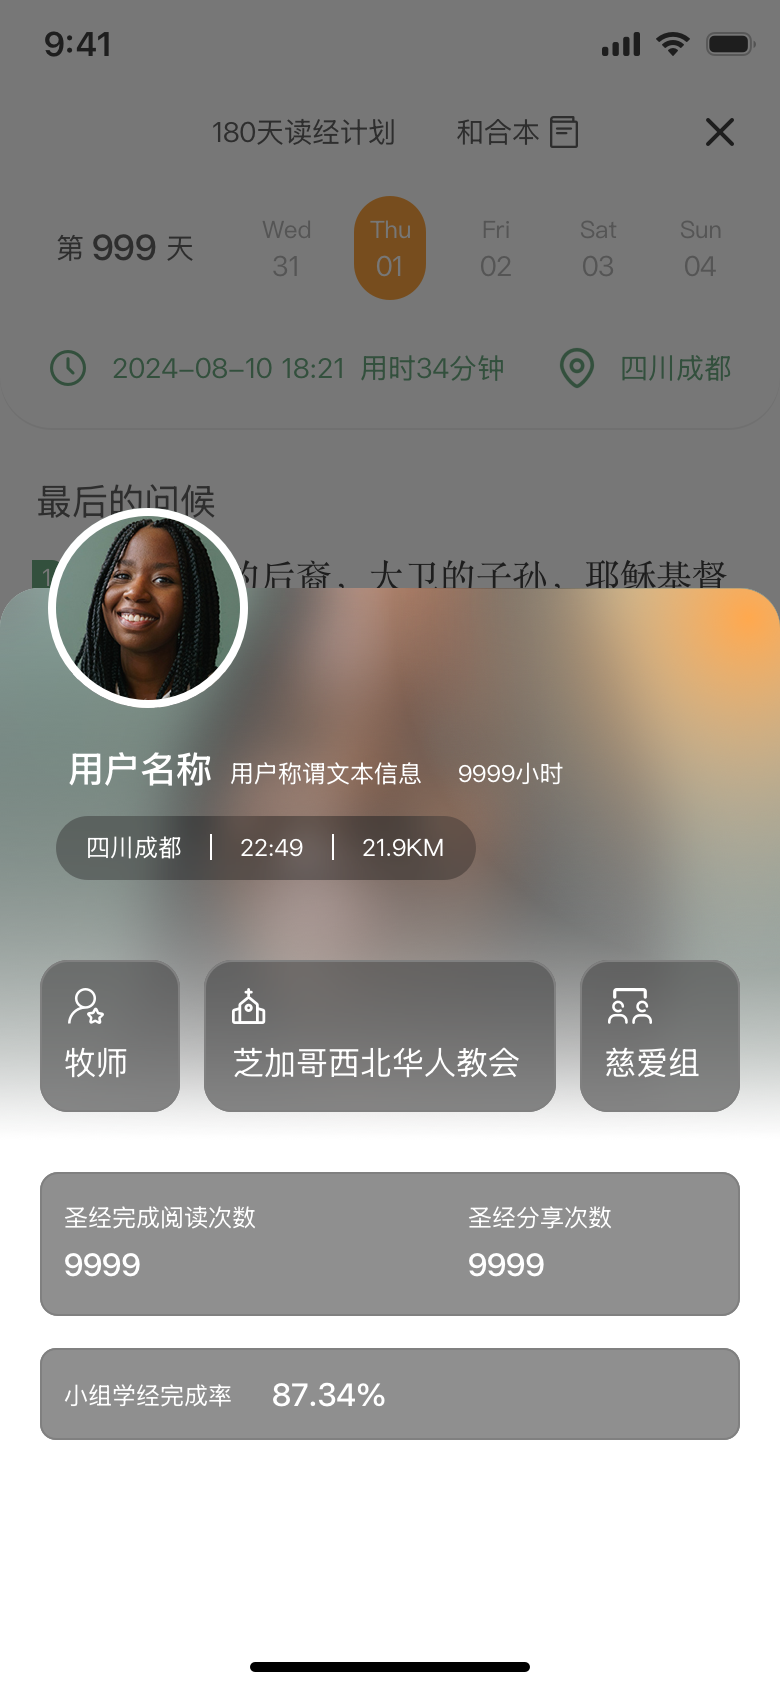 9:41
180天读经计划 和合本
第 999 天 Wed 31 Thu 01 Fri 02 Sat 03 Sun 04
2024-08-10 18:21 用时34分钟 四川成都
最后的问候
1 的后裔，大卫的子孙，耶稣基督
用户名称 用户称谓文本信息 9999小时
四川成都 | 22:49 | 21.9KM
牧师 芝加哥西北华人教会 慈爱组
圣经完成阅读次数 圣经分享次数
9999 9999
小组学经完成率 87.34%